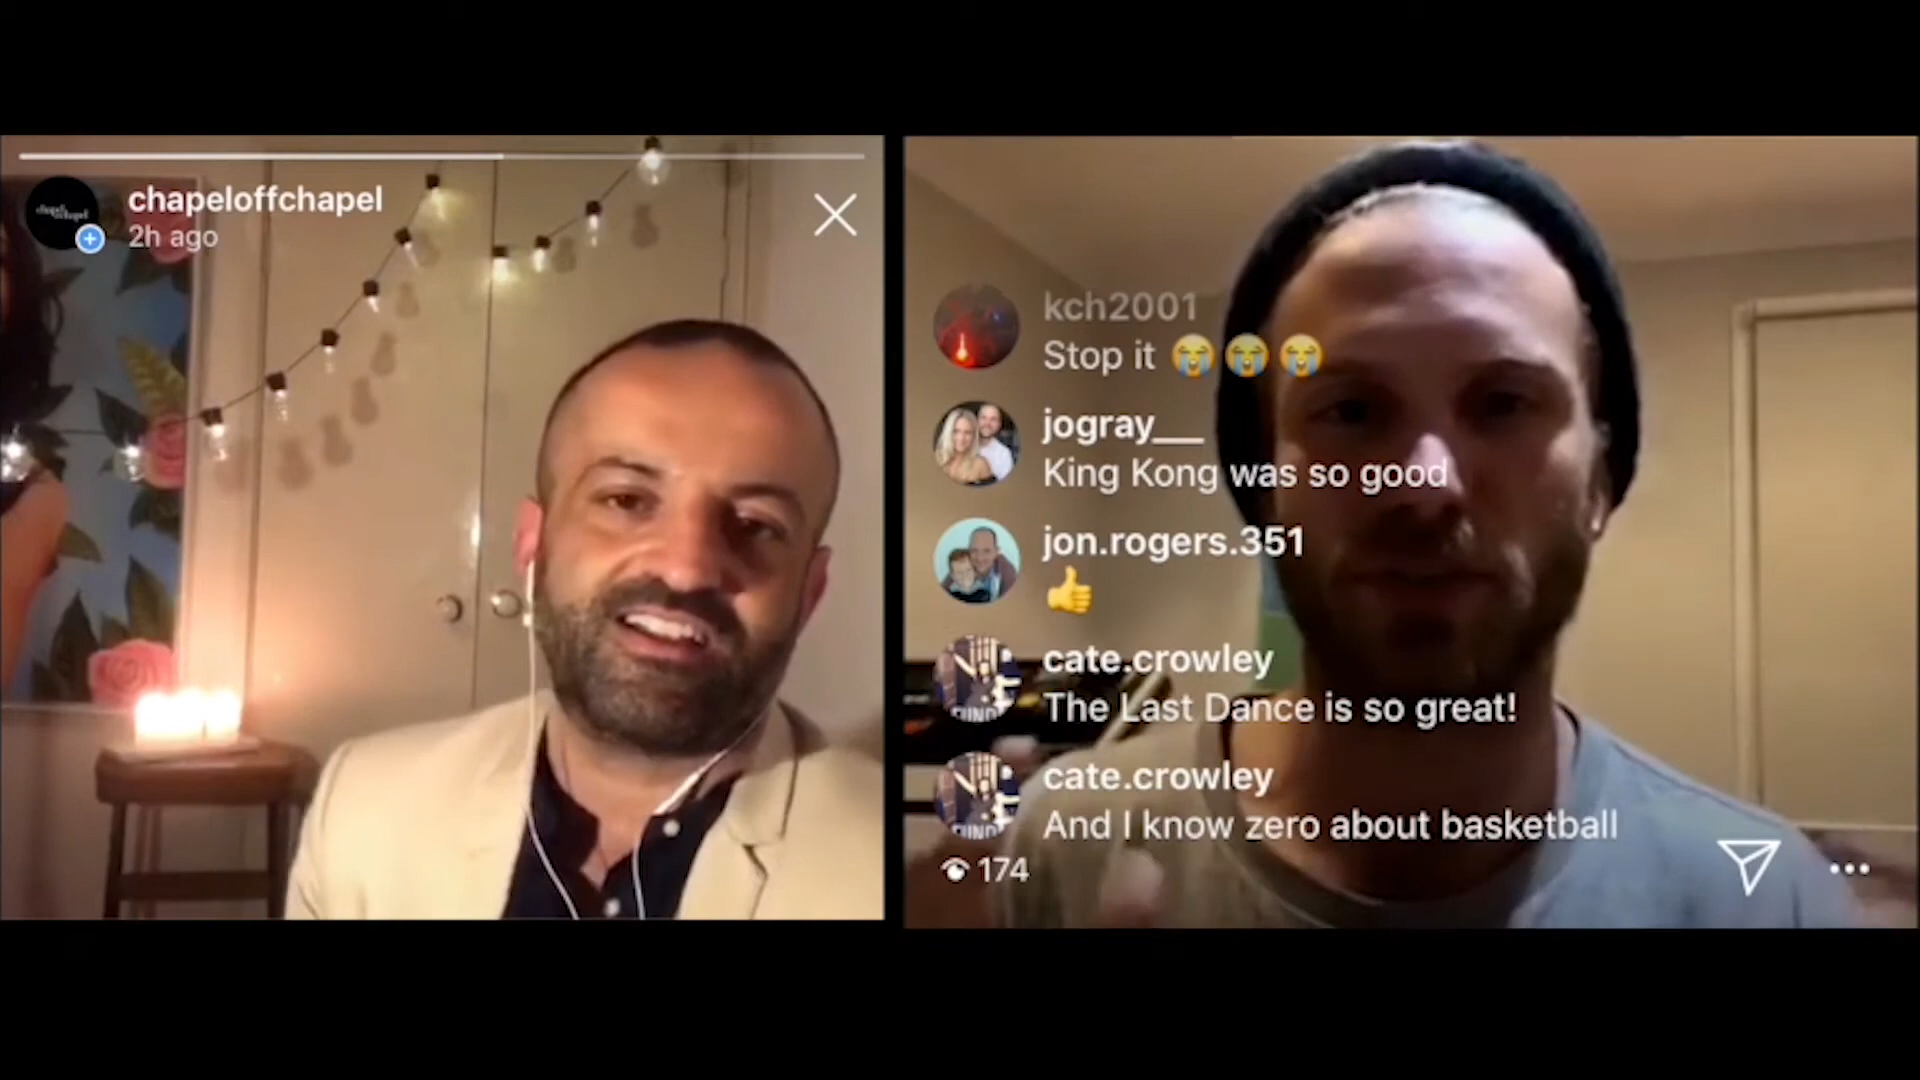 chapeloffchapel
2h ago
kch2001
Stop it 😭😭😭
jogray___
King Kong was so good
jon.rogers.351
👍
cate.crowley
The Last Dance is so great!
cate.crowley
And I know zero about basketball
174